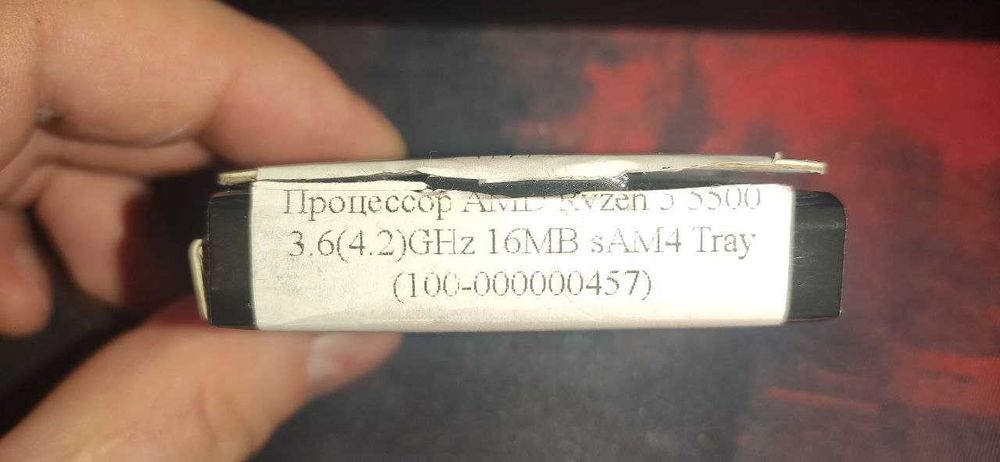 Процессор AMD Ryzen 5 5500
3.6(4.2)GHz 16MB sAM4 Tray
(100-000000457)